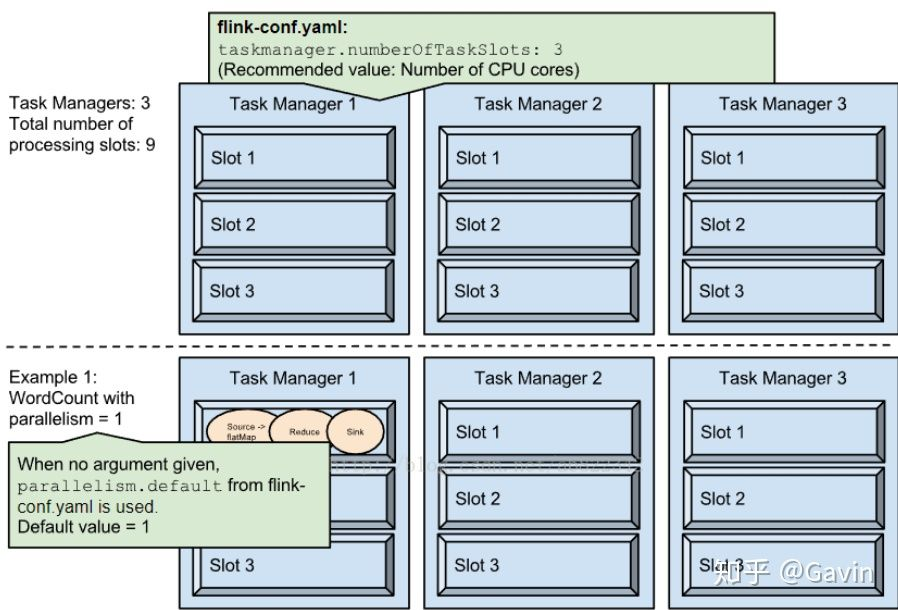 flink-conf.yaml:
taskmanager.numberOfTaskSlots: 3
(Recommended value: Number of CPU cores)
Task Managers: 3
Total number of
processing slots: 9
Task Manager 1
Slot 1
Slot 2
Slot 3
Task Manager 2
Slot 1
Slot 2
Slot 3
Task Manager 3
Slot 1
Slot 2
Slot 3
Example 1:
WordCount with
parallelism = 1
When no argument given,
parallelism.default from flink-
conf.yaml is used.
Default value = 1
Task Manager 1
Source ->
flatMap
Reduce
Sink
Slot 3
Task Manager 2
Slot 1
Slot 2
Slot 3
Task Manager 3
Slot 1
Slot 2
Slot 3
知乎 @Gavin